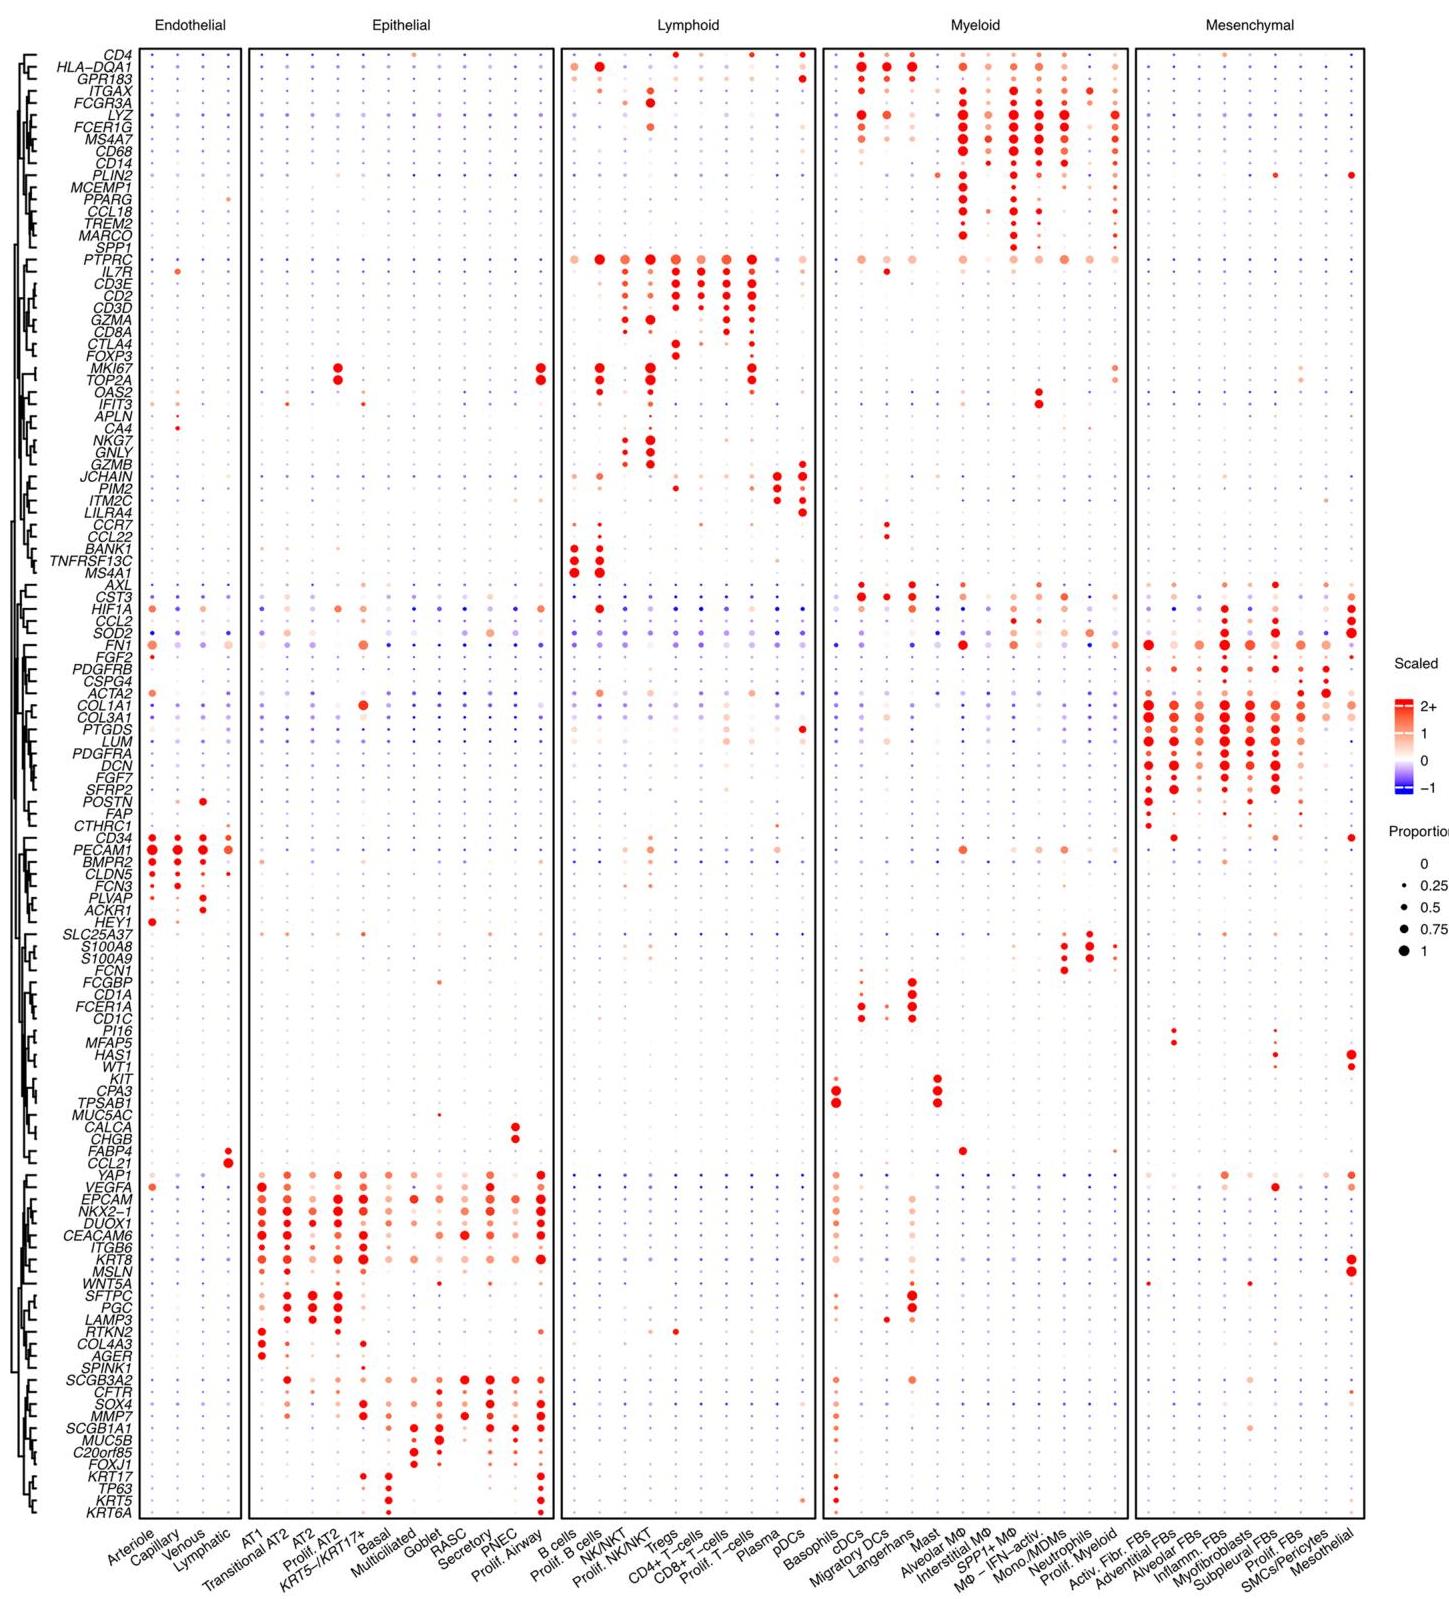 Endothelial Epithelial Lymphoid Myeloid Mesenchymal
CD4
HLA−DQA1
GPR183
ITGAX
FCGR3A
LYZ
FCER1G
MS4A7
CD68
CD14
PLIN2
MCEMP1
PPARG
CCL18
TREM2
MARCO
SPP1
PTPRC
IL7R
CD3E
CD2
CD3D
GZMA
CD8A
CTLA4
FOXP3
MKI67
TOP2A
OAS2
IFIT3
APLN
CA4
NKG7
GNLY
GZMB
JCHAIN
PIM2
ITM2C
LILRA4
CCR7
CCL22
BANK1
TNFRSF13C
MS4A1
AXL
CST3
HIF1A
CCL2
SOD2
FN1
FGF2
PDGFRB
CSPG4
ACTA2
COL1A1
COL3A1
PTGDS
LUM
PDGFRA
DCN
FGF7
SFRP2
POSTN
FAP
CTHRC1
CD34
PECAM1
BMPR2
CLDN5
FCN3
PLVAP
ACKR1
HEY1
SLC25A37
S100A8
S100A9
FCN1
FCGBP
CD1A
FCER1A
CD1C
PI16
MFAP5
HAS1
WT1
KIT
CPA3
TPSAB1
MUC5AC
CALCA
CHGB
FABP4
CCL21
YAP1
VEGFA
EPCAM
NKX2−1
DUOX1
CEACAM6
ITGB6
KRT8
MSLN
WNT5A
SFTPC
PGC
LAMP3
RTKN2
COL4A3
AGER
SPINK1
SCGB3A2
CFTR
SOX4
MMP7
SCGB1A1
MUC5B
C20orf85
FOXJ1
KRT17
TP63
KRT5
KRT6A
Arteriole
Capillary
Venous
Lymphatic
AT1
Transitional AT2
AT2
Prolif. AT2
KRT5−/KRT17+
Basal
Multiciliated
Goblet
RASC
Secretory
PNEC
Prolif. Airway
B cells
Prolif. B cells
NK/NKT
Prolif. NK/NKT
Tregs
CD4+ T−cells
CD8+ T−cells
Prolif. T−cells
Plasma
pDCs
Basophils
cDCs
Migratory DCs
Langerhans
Mast
Alveolar MΦ
Interstitial MΦ
SPP1+ MΦ
MΦ − IFN−activ.
Mono./MDMs
Neutrophils
Prolif. Myeloid
Activ. Fibr. FBs
Adventitial FBs
Alveolar FBs
Inflamm. FBs
Myofibroblasts
Subpleural FBs
Prolif. FBs
SMCs/Pericytes
Mesothelial
Scaled
2+
1
0
−1
Proportio
0
0.25
0.5
0.75
1